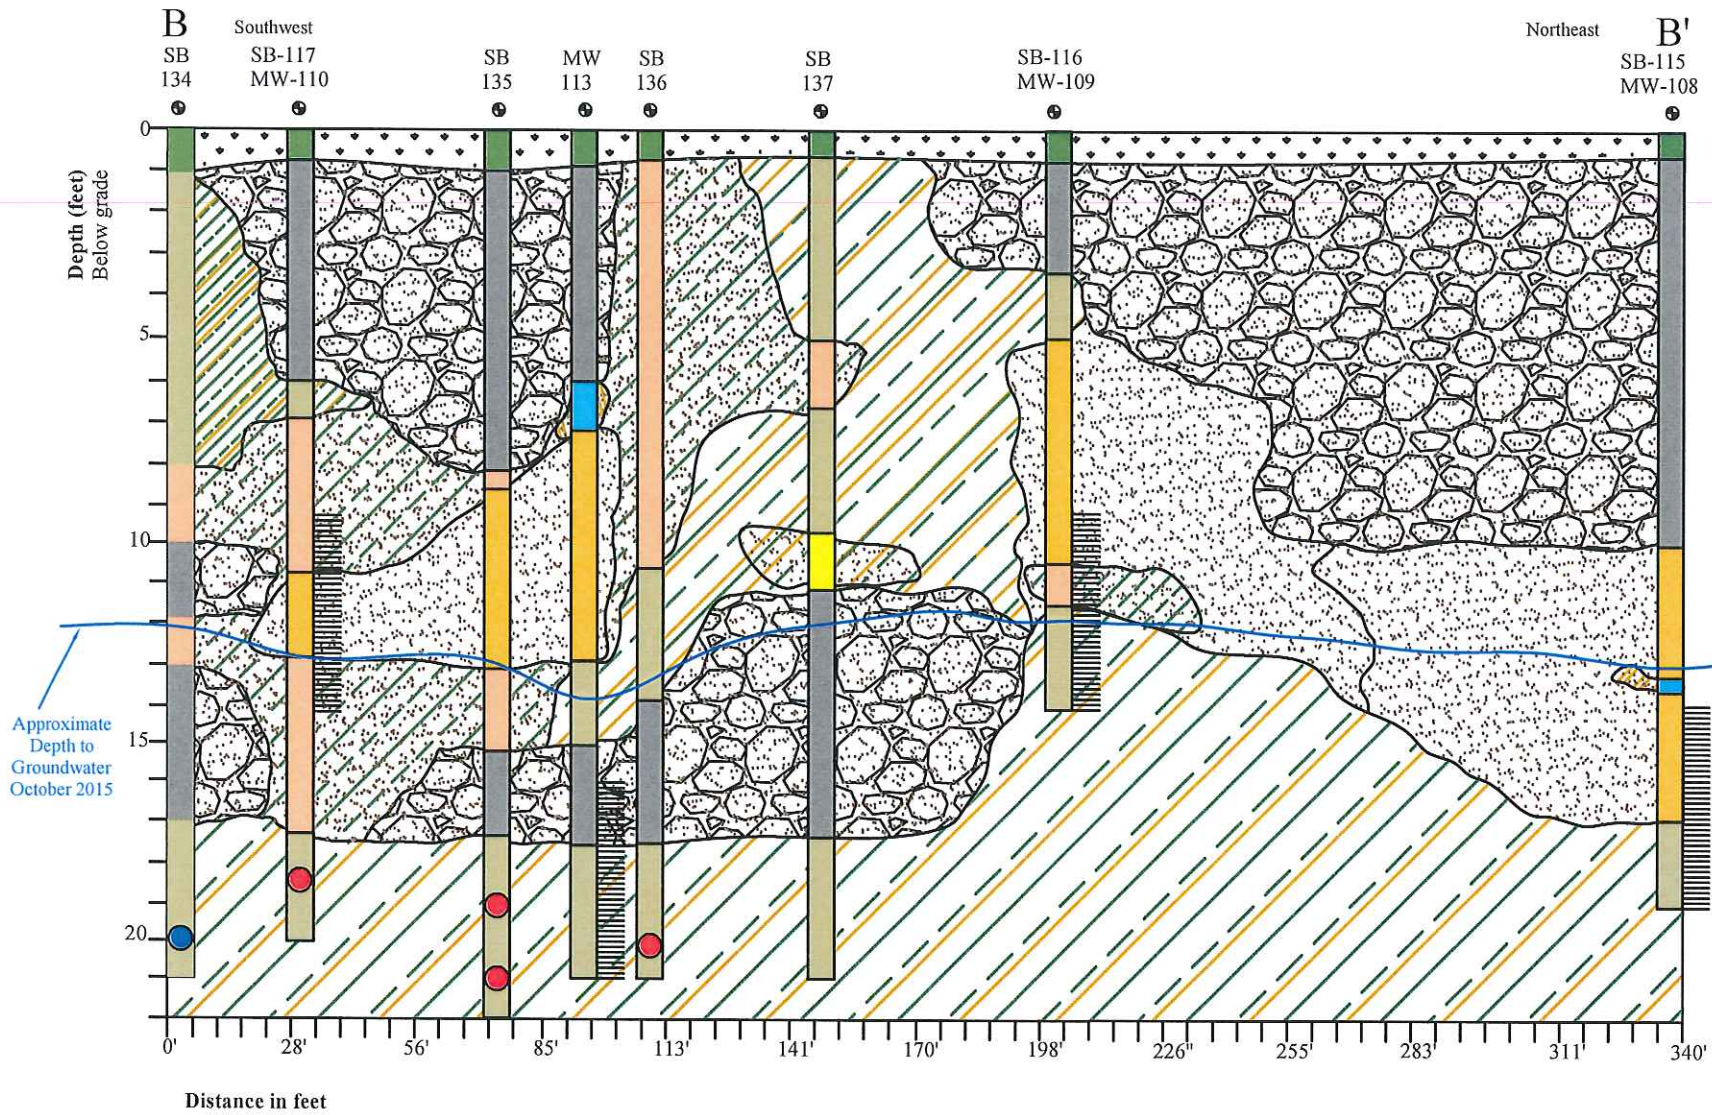 B
Southwest
Northeast
B'
SB
134
SB-117
MW-110
SB
135
MW
113
SB
136
SB
137
SB-116
MW-109
SB-115
MW-108
Depth (feet)
Below grade
0
5
10
15
20
Approximate
Depth to
Groundwater
October 2015
0' 28' 56' 85' 113' 141' 170' 198' 226" 255' 283' 311' 340'
Distance in feet